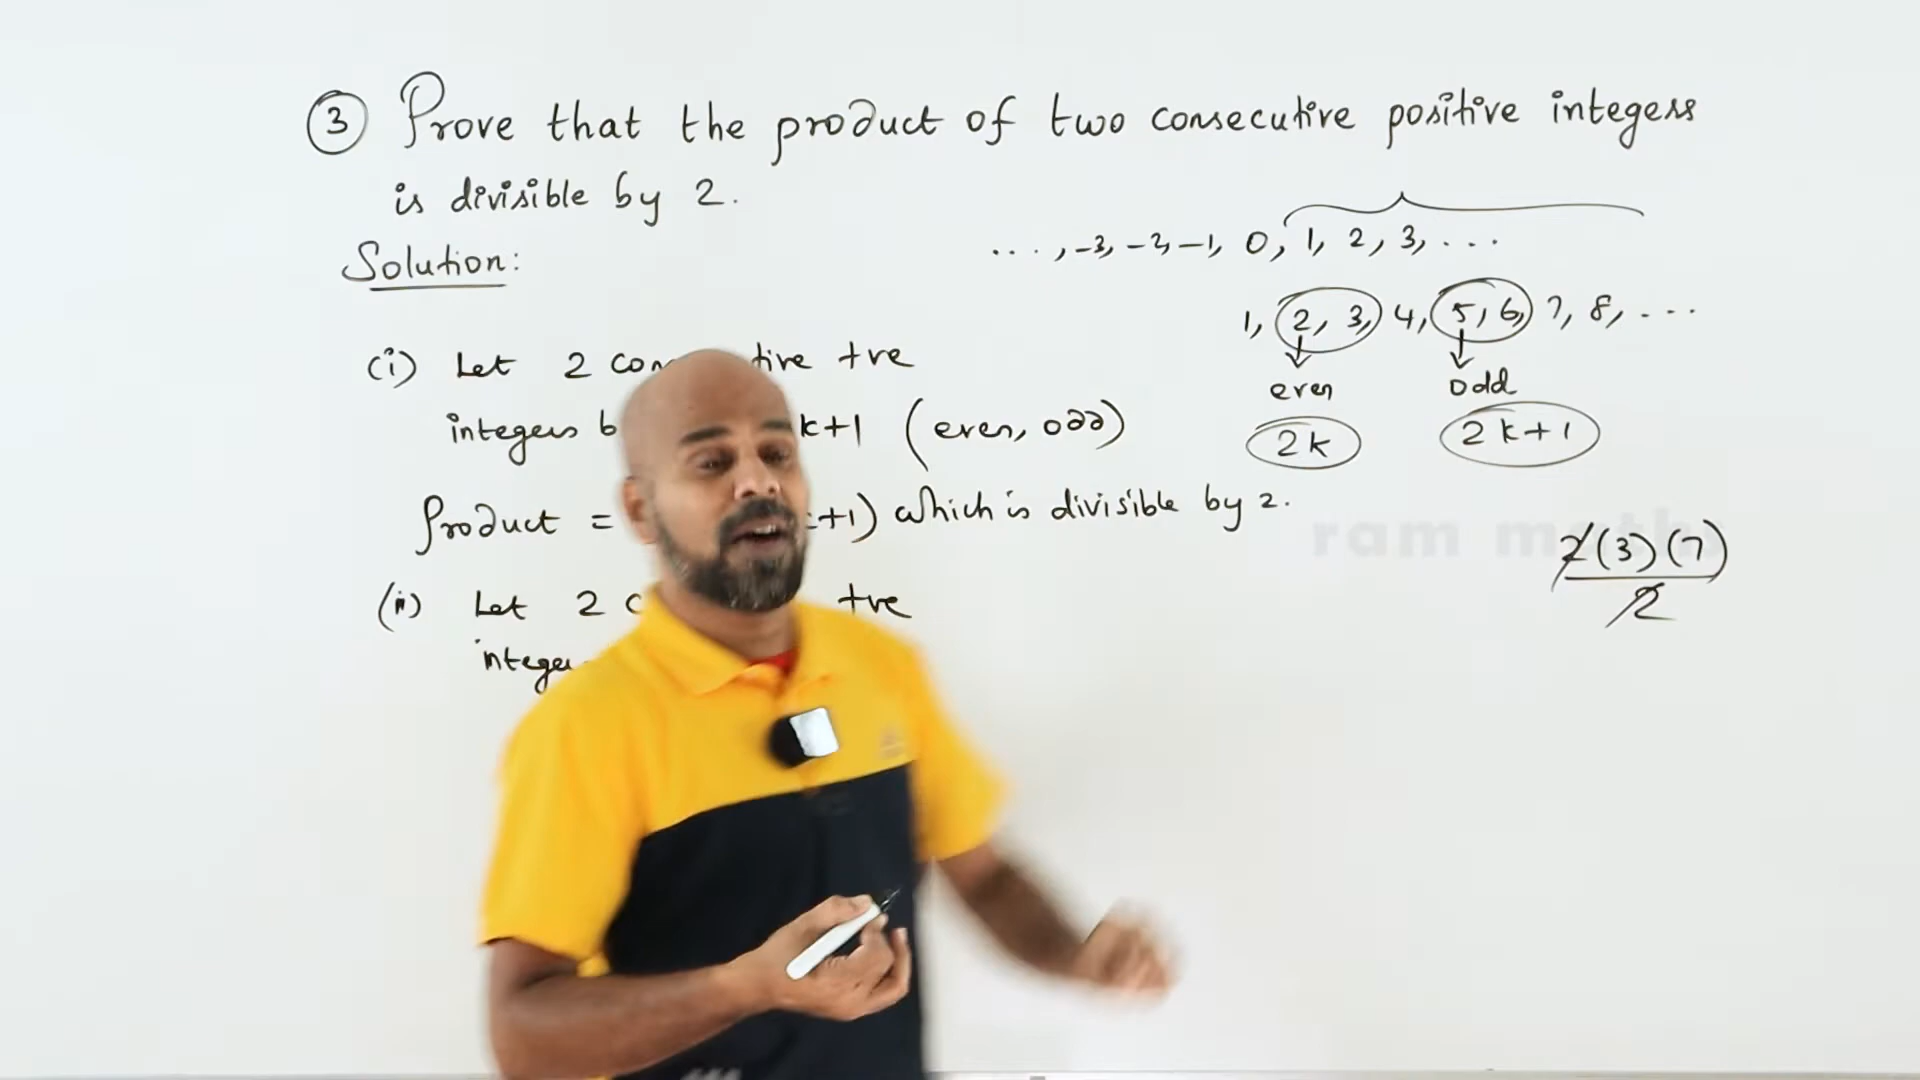 ③ Prove that the product of two consecutive positive integers
is divisible by 2.
Solution:
..., -3, -2, -1, 0, 1, 2, 3, ...
1, 2, 3, 4, 5, 6, 7, 8, ...
even odd
2k 2k+1
(i) Let 2 tive +ve
integers k+1 (even, odd)
Product = +1) which is divisible by 2.
ram maths
2(3)(7)
2
(ii) Let 2 +ve